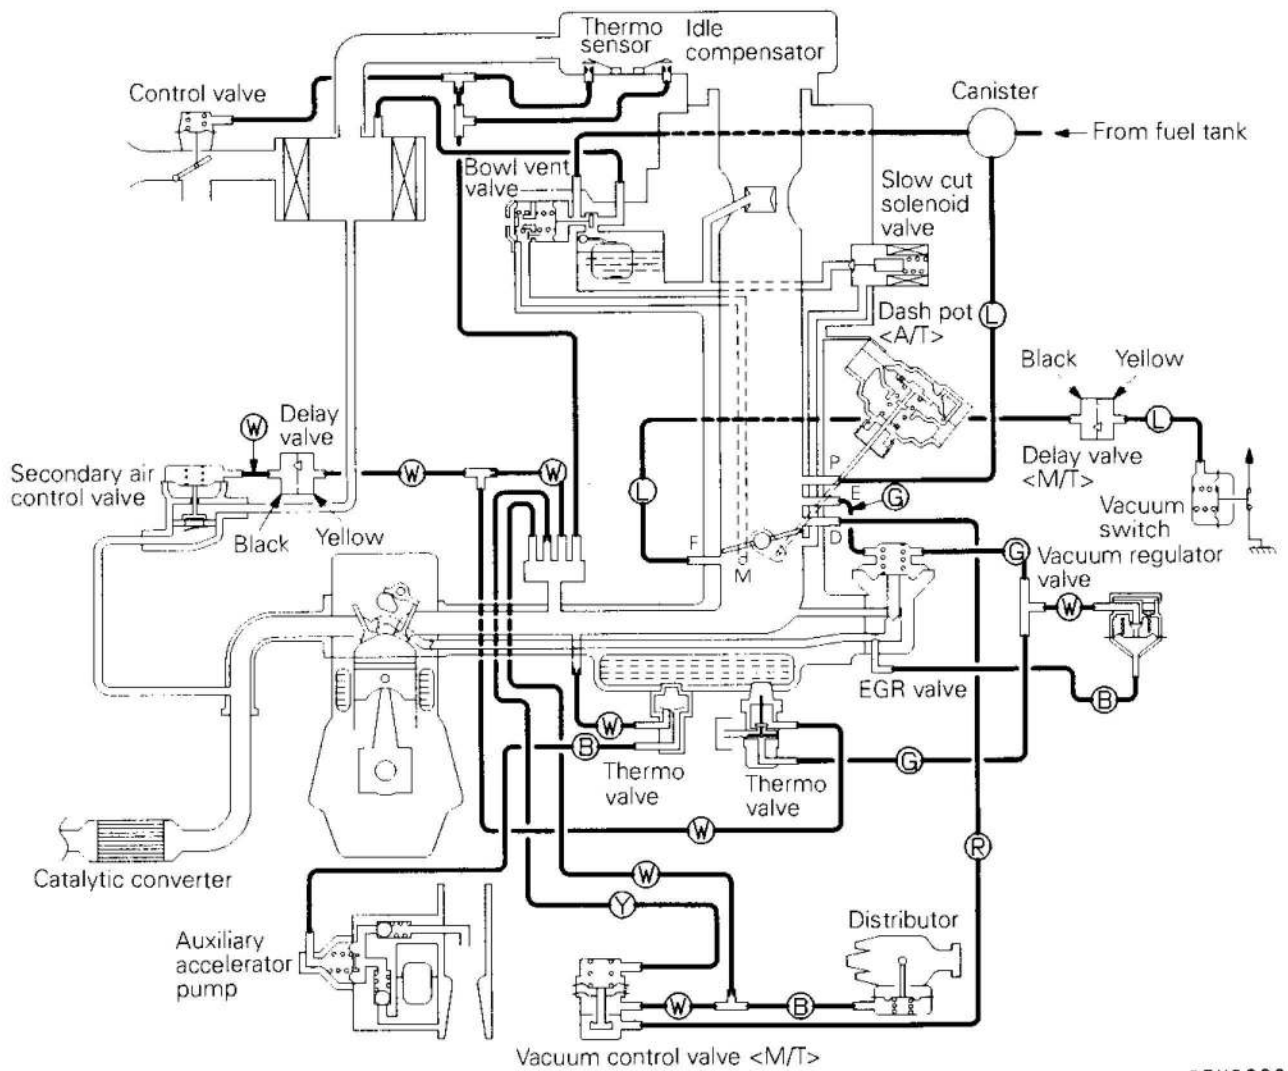 Thermo
sensor
Idle
compensator
Control valve
Canister
From fuel tank
Bowl vent
valve
Slow cut
solenoid
valve
Dash pot
<A/T>
L
Black
Yellow
W
Delay
valve
L
Delay valve
<M/T>
Secondary air
control valve
W
W
P
L
E
G
Vacuum
switch
Black
Yellow
F
D
M
G
Vacuum regulator
valve
W
EGR valve
B
W
B
Thermo
valve
Thermo
valve
G
W
R
Catalytic converter
W
Y
Distributor
Auxiliary
accelerator
pump
W
B
Vacuum control valve <M/T>